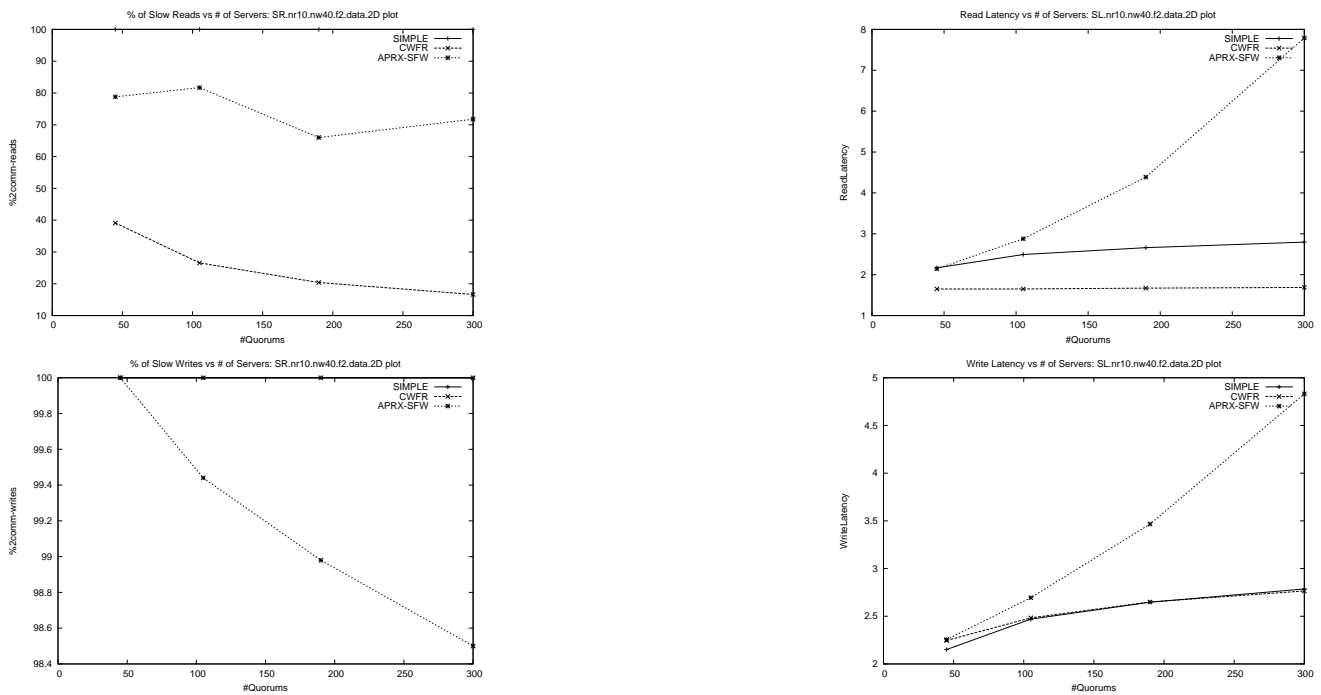 % of Slow Reads vs # of Servers: SR.nr10.nw40.f2.data.2D plot
100
90
80
70
60
50
40
30
20
10
%2comm-reads
SIMPLE
CWFR
APRX-SFW
0 50 100 150 200 250 300
#Quorums
Read Latency vs # of Servers: SL.nr10.nw40.f2.data.2D plot
8
7
6
5
4
3
2
1
ReadLatency
SIMPLE
CWFR
APRX-SFW
0 50 100 150 200 250 300
#Quorums
% of Slow Writes vs # of Servers: SR.nr10.nw40.f2.data.2D plot
100
99.8
99.6
99.4
99.2
99
98.8
98.6
98.4
%2comm-writes
SIMPLE
CWFR
APRX-SFW
0 50 100 150 200 250 300
#Quorums
Write Latency vs # of Servers: SL.nr10.nw40.f2.data.2D plot
5
4.5
4
3.5
3
2.5
2
WriteLatency
SIMPLE
CWFR
APRX-SFW
0 50 100 150 200 250 300
#Quorums